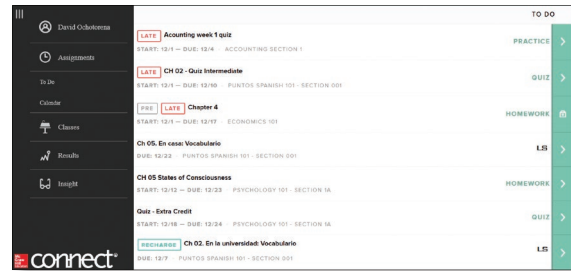 TO DO
David Ochotorena
Assignments
To Do
Calendar
Classes
Results
Insight
Mc Graw Hill Education
connect®
LATE Acounting week 1 quiz
START: 12/1 — DUE: 12/4 · ACCOUNTING SECTION 1
PRACTICE
LATE CH 02 - Quiz Intermediate
START: 12/1 — DUE: 12/10 · PUNTOS SPANISH 101 - SECTION 001
QUIZ
PRE LATE Chapter 4
START: 12/1 — DUE: 12/17 · ECONOMICS 101
HOMEWORK
Ch 05. En casa: Vocabulario
DUE: 12/22 · PUNTOS SPANISH 101 - SECTION 001
LS
CH 05 States of Consciousness
START: 12/12 — DUE: 12/23 · PSYCHOLOGY 101 - SECTION 1A
HOMEWORK
Quiz - Extra Credit
START: 12/18 — DUE: 12/24 · PSYCHOLOGY 101 - SECTION 1A
QUIZ
RECHARGE Ch 02. En la universidad: Vocabulario
DUE: 12/7 · PUNTOS SPANISH 101 - SECTION 001
LS